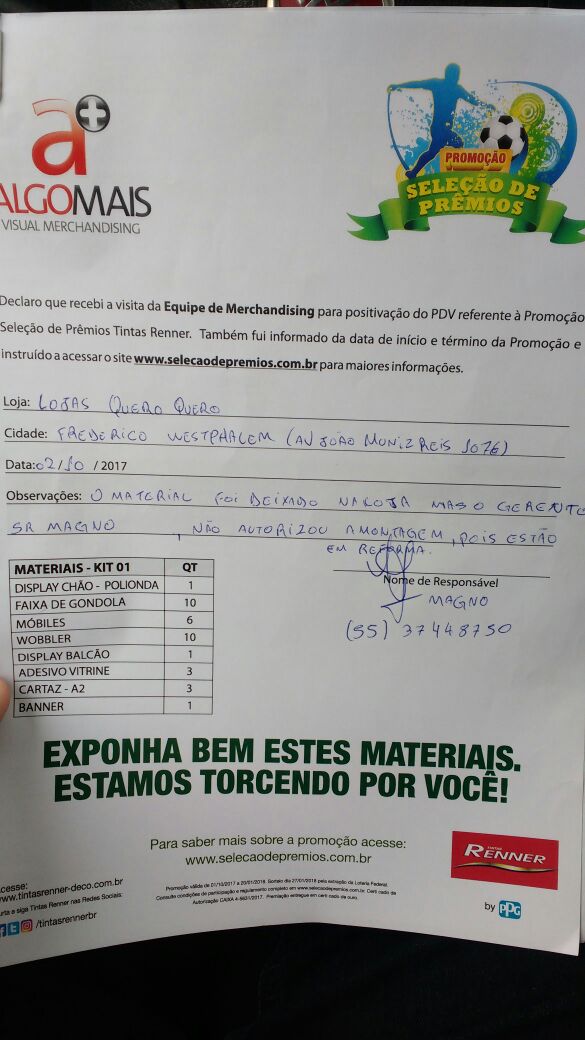 a+
ALGOMAIS
VISUAL MERCHANDISING
PROMOÇÃO
SELEÇÃO DE
PRÊMIOS
Declaro que recebi a visita da Equipe de Merchandising para positivação do PDV referente à Promoção
Seleção de Prêmios Tintas Renner. Também fui informado da data de início e término da Promoção e
instruído a acessar o site www.selecaodepremios.com.br para maiores informações.
Loja: LOJAS QUERO QUERO
Cidade: FREDERICO WESTPHALEM (AV JOÃO MUNIZ REIS 1076)
Data: 02/10 / 2017
Observações: O MATERIAL FOI DEIXADO NA LOJA MAS O GERENTE
SR MAGNO , NÃO AUTORIZOU A MONTAGEM, POIS ESTÃO
EM REFORMA.
Nome de Responsável
MAGNO
(55) 37448750
MATERIAIS - KIT 01 QT
DISPLAY CHÃO - POLIONDA 1
FAIXA DE GONDOLA 10
MÓBILES 6
WOBBLER 10
DISPLAY BALCÃO 1
ADESIVO VITRINE 3
CARTAZ - A2 3
BANNER 1
EXPONHA BEM ESTES MATERIAIS.
ESTAMOS TORCENDO POR VOCÊ!
Para saber mais sobre a promoção acesse:
www.selecaodepremios.com.br
TINTAS
RENNER
by PPG
cesse:
www.tintasrenner-deco.com.br
urta e siga Tintas Renner nas Redes Sociais:
/tintasrennerbr
Promoção válida de 01/10/2017 a 20/01/2018. Sorteio dia 27/01/2018 pela extração da Loteria Federal.
Consulte condições de participação e regulamento completo em www.selecaodepremios.com.br. Certificado de
Autorização CAIXA 4-5631/2017. Premiação entregue em certificado de ouro.